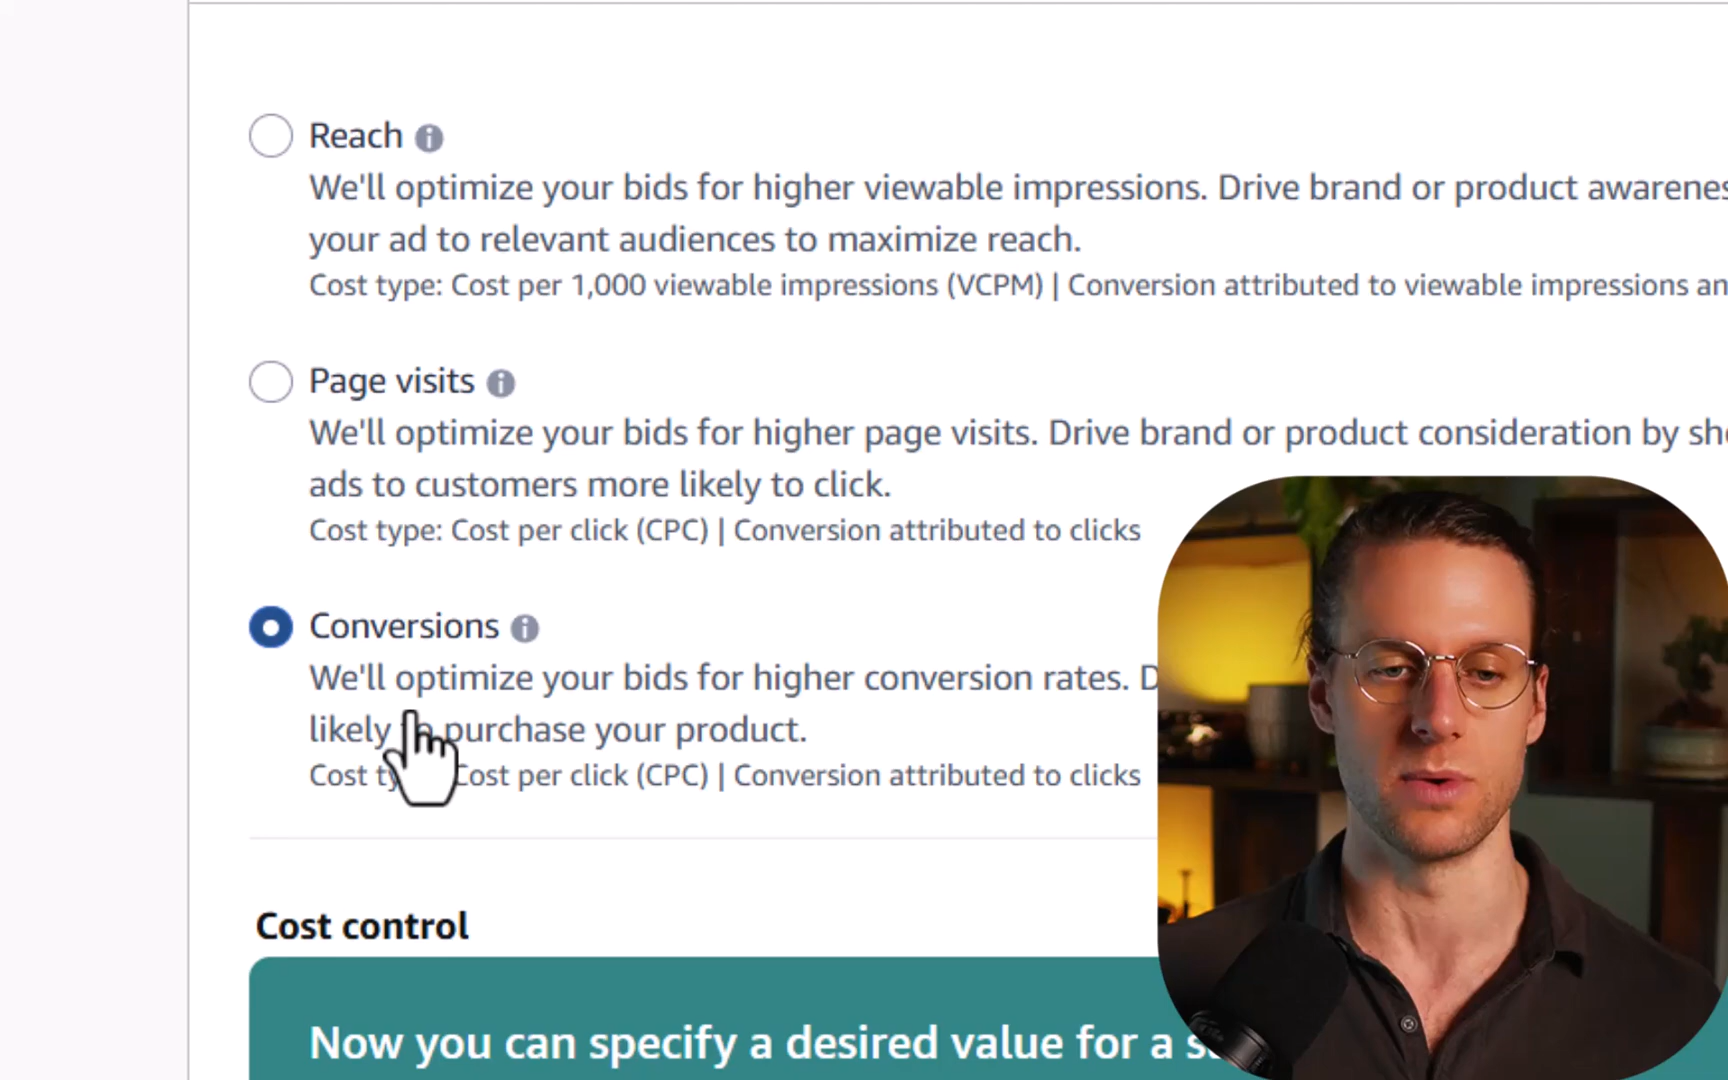 Reach
We'll optimize your bids for higher viewable impressions. Drive brand or product
your ad to relevant audiences to maximize reach.
Cost type: Cost per 1,000 viewable impressions (VCPM) | Conversion attributed to viewable impressions
Page visits
We'll optimize your bids for higher page visits. Drive brand or product consideration by
ads to customers more likely to click.
Cost type: Cost per click (CPC) | Conversion attributed to clicks
Conversions
We'll optimize your bids for higher conversion rates.
likely purchase your product.
Cost Cost per click (CPC) | Conversion attributed to clicks
Cost control
Now you can specify a desired value for a